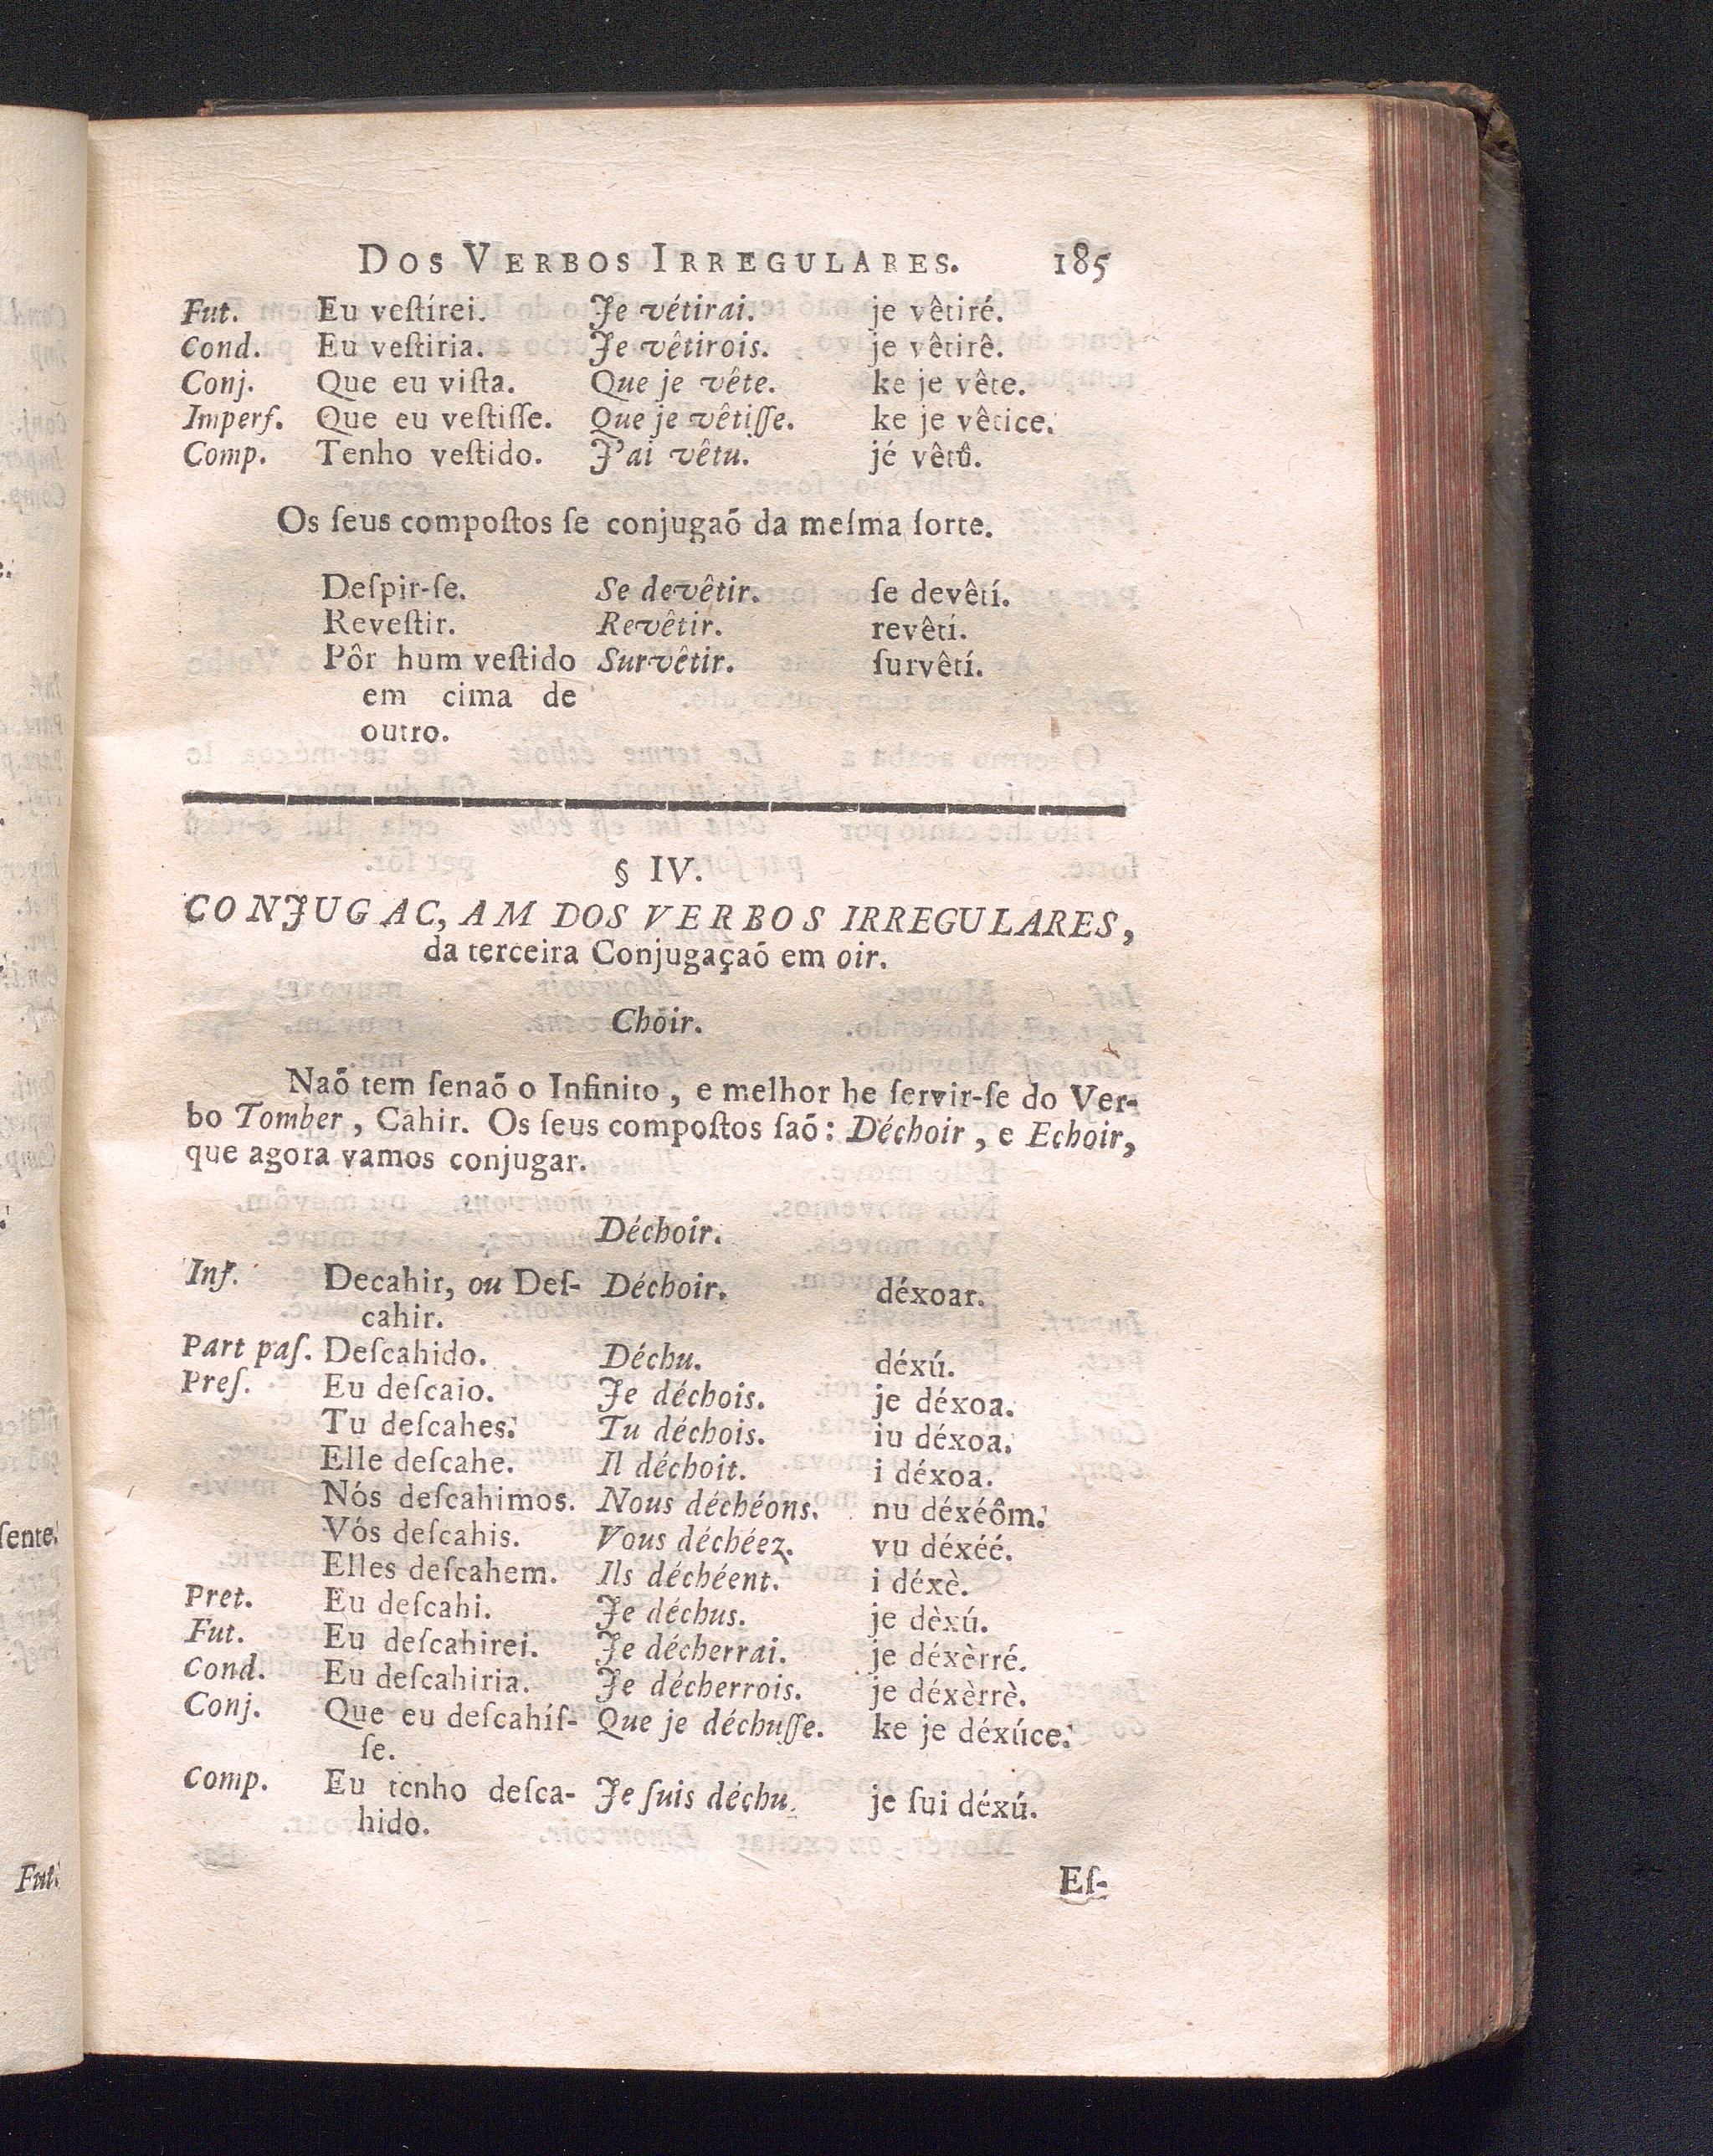 DOS VERBOS IRREGULARES. 185
Fut. Eu veſtírei. Je vétirai. je vêtiré.
Cond. Eu veſtiria. Je vêtirois. je vêtirê.
Conj. Que eu viſta. Que je vête. ke je vête.
Imperf. Que eu veſtiſſe. Que je vêtiſſe. ke je vêtice.
Comp. Tenho veſtido. J'ai vêtu. jé vêtû.
Os ſeus compoſtos ſe conjugaõ da meſma ſorte.
Deſpir-ſe. Se devêtir. ſe devêtí.
Reveſtir. Revêtir. revêtí.
Pôr hum veſtido Survêtir. ſurvêtí.
em cima de
outro.
§ IV.
CONJUGAC,AM DOS VERBOS IRREGULARES,
da terceira Conjugaçaõ em oir.
Choir.
Naõ tem ſenaõ o Infinito, e melhor he ſervir-ſe do Ver-
bo Tomber, Cahir. Os ſeus compoſtos ſaõ: Déchoir, e Echoir,
que agora vamos conjugar.
Déchoir.
Inf. Decahir, ou Deſ- Déchoir. déxoar.
cahir.
Part paſ. Deſcahido. Déchu. déxú.
Preſ. Eu deſcaio. Je déchois. je déxoa.
Tu deſcahes. Tu déchois. iu déxoa.
Elle deſcahe. Il déchoit. i déxoa.
Nós deſcahimos. Nous déchéons. nu déxéôm.
Vós deſcahis. Vous déchéez. vu déxéé.
Elles deſcahem. Ils déchéent. i déxè.
Pret. Eu deſcahi. Je déchus. je dèxú.
Fut. Eu deſcahirei. Je décherrai. je déxèrré.
Cond. Eu deſcahiria. Je décherrois. je déxèrrè.
Conj. Que eu deſcahíſ- Que je déchuſſe. ke je déxúce.
ſe.
Comp. Eu tenho deſca- Je ſuis déchu. je ſui déxú.
hido.
Eſ-
ſente.
Fut.